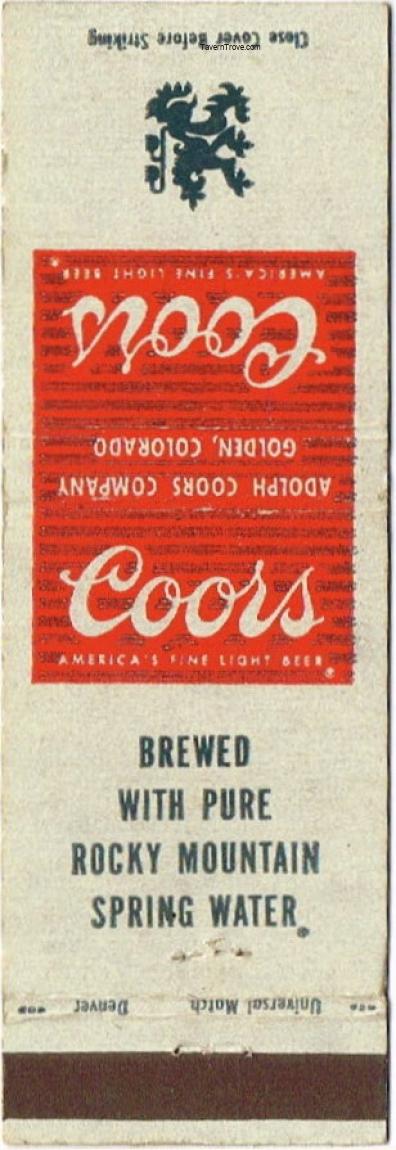 Close Cover Before Striking
TavernTrove.com
AMERICA'S FINE LIGHT BEER®
Coors
GOLDEN, COLORADO
ADOLPH COORS COMPANY
Coors
AMERICA'S FINE LIGHT BEER®
BREWED
WITH PURE
ROCKY MOUNTAIN
SPRING WATER®
Universal Match Denver